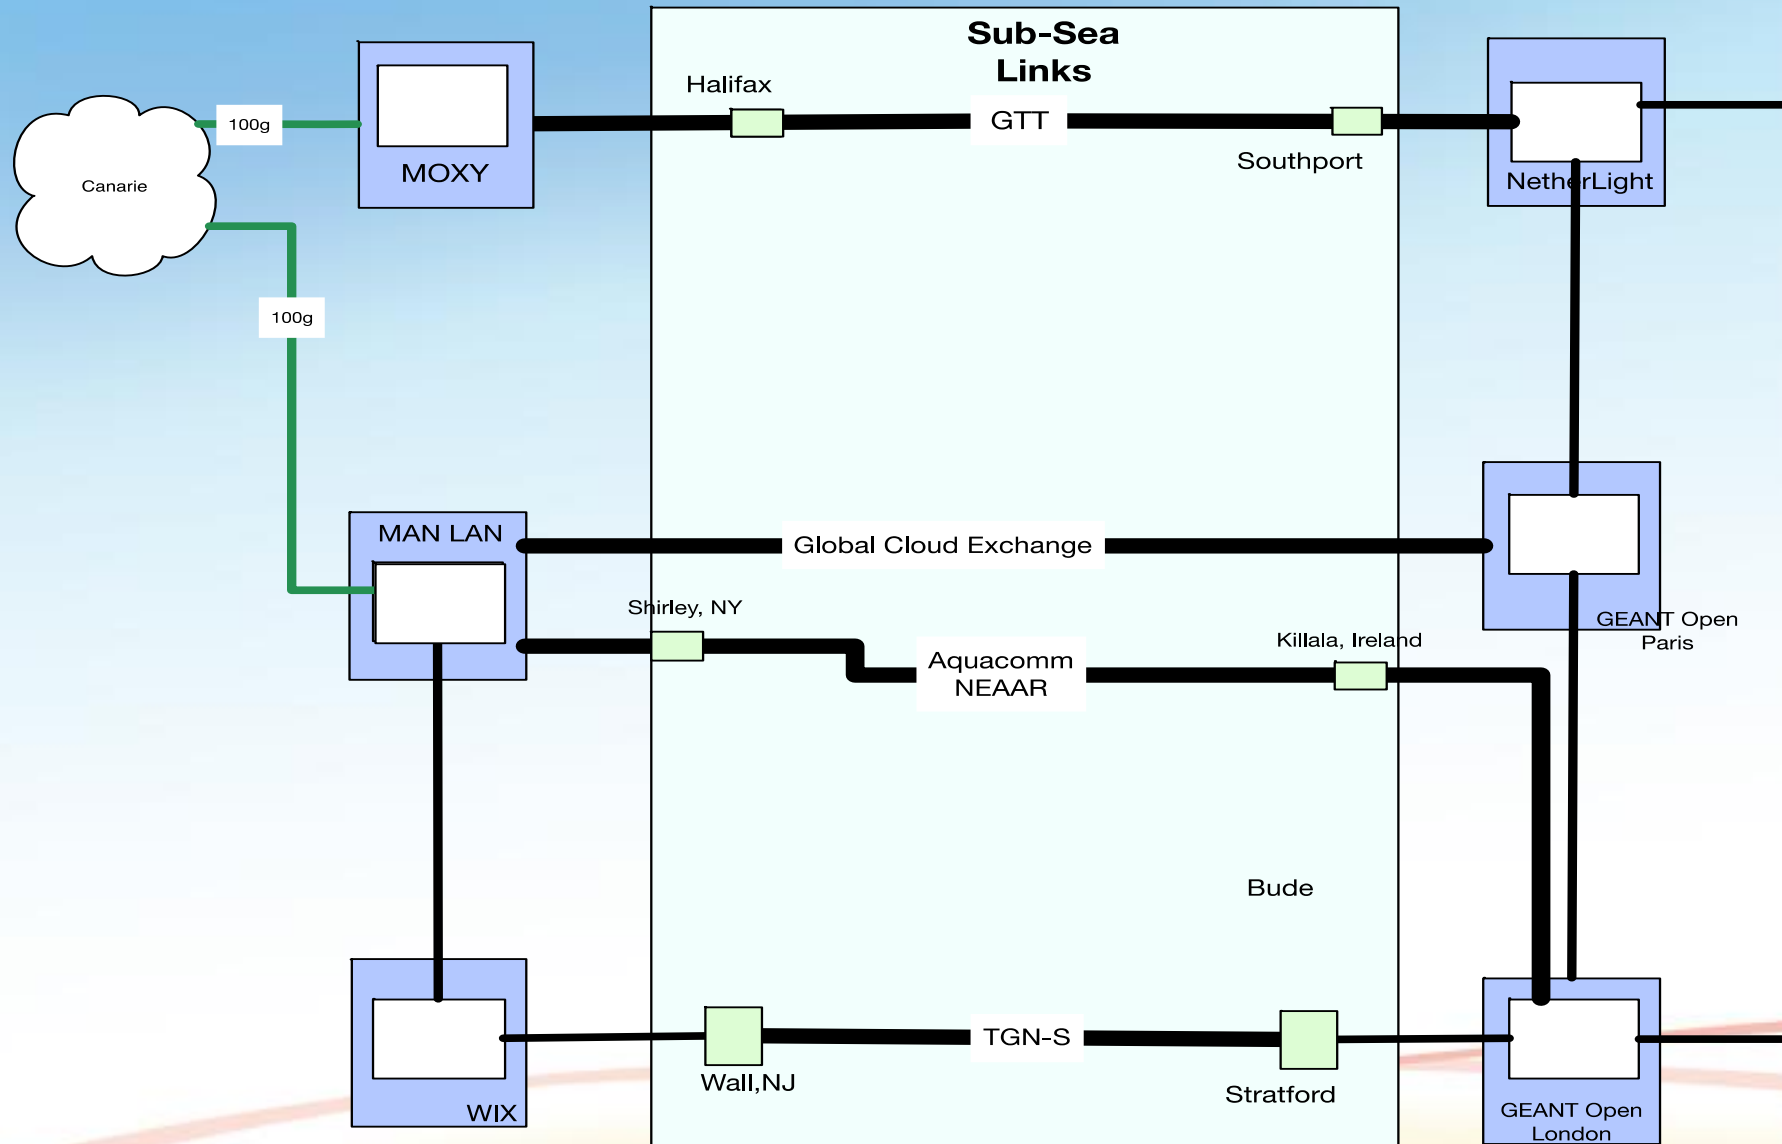 Sub-Sea
Links
Halifax
100g
GTT
MOXY
Southport
Canarie
NetherLight
100g
MAN LAN
Global Cloud Exchange
Shirley, NY
GEANT Open
Paris
Killala, Ireland
Aquacomm
NEAAR
Bude
TGN-S
Wall,NJ
Stratford
WIX
GEANT Open
London